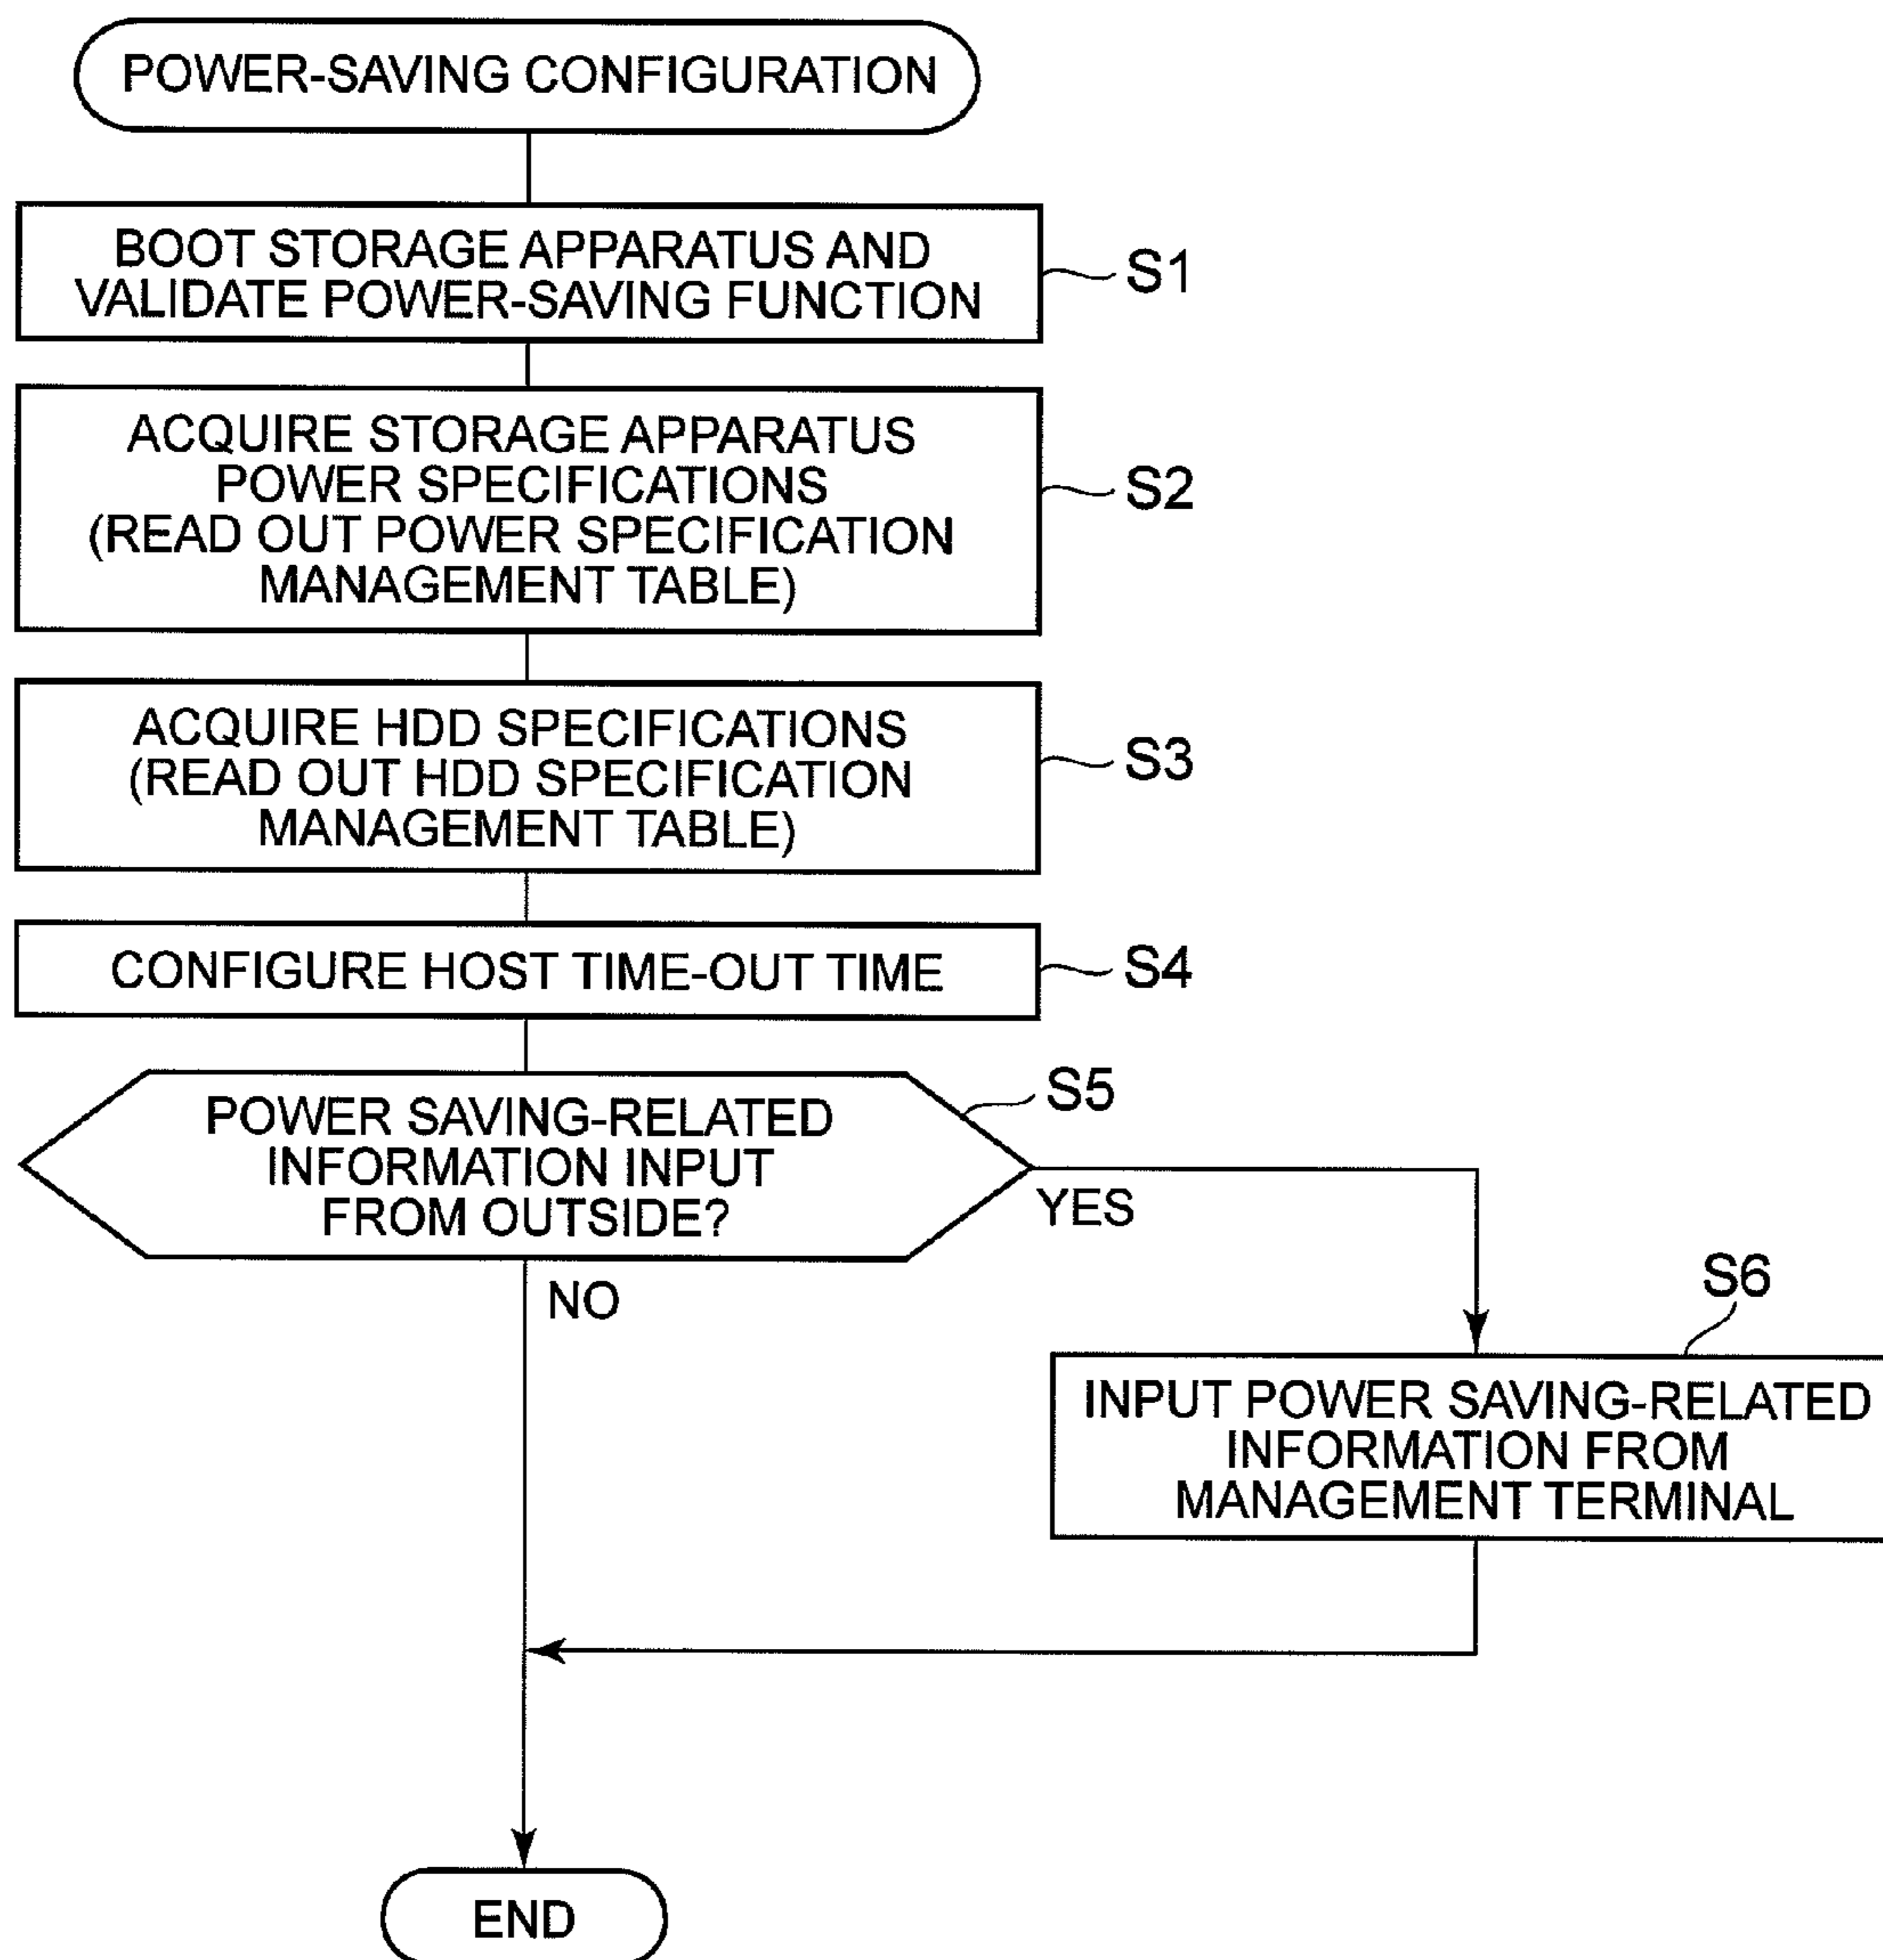 POWER-SAVING CONFIGURATION
BOOT STORAGE APPARATUS AND
VALIDATE POWER-SAVING FUNCTION
S1
ACQUIRE STORAGE APPARATUS
POWER SPECIFICATIONS
(READ OUT POWER SPECIFICATION
MANAGEMENT TABLE)
S2
ACQUIRE HDD SPECIFICATIONS
(READ OUT HDD SPECIFICATION
MANAGEMENT TABLE)
S3
CONFIGURE HOST TIME-OUT TIME
S4
POWER SAVING-RELATED
INFORMATION INPUT
FROM OUTSIDE?
S5
YES
NO
S6
INPUT POWER SAVING-RELATED
INFORMATION FROM
MANAGEMENT TERMINAL
END